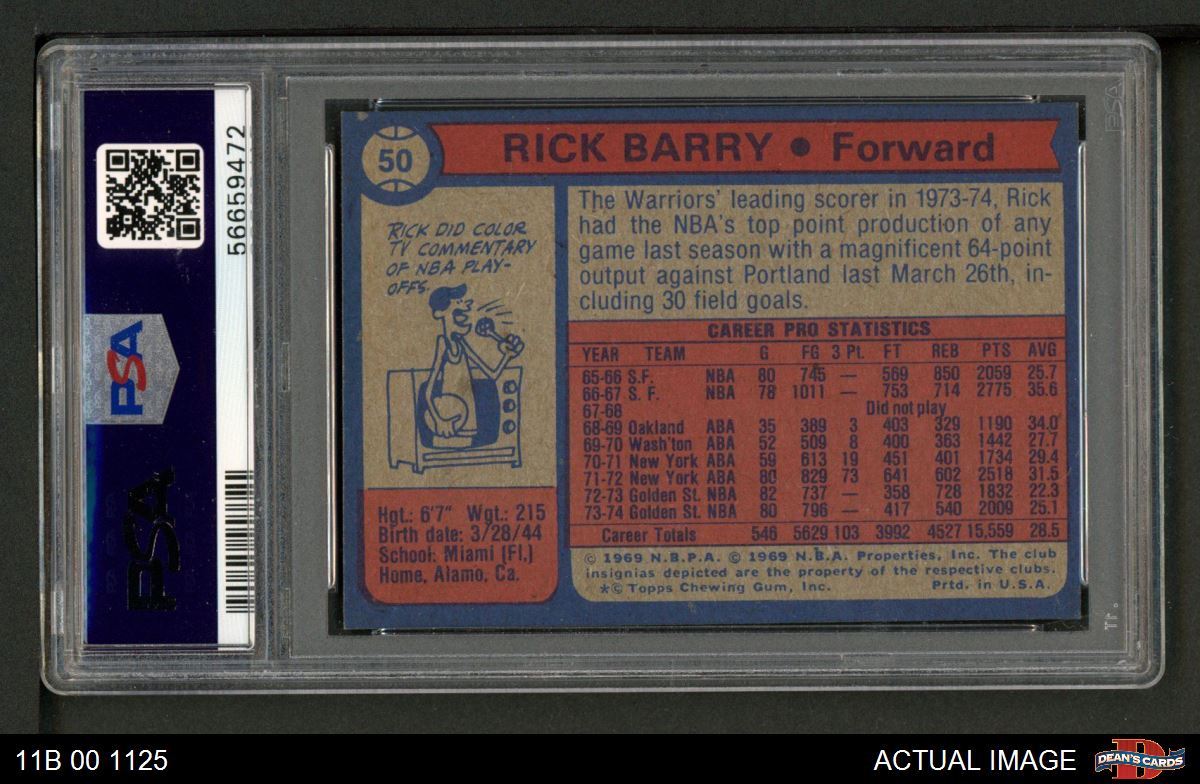 PSA
56659472
PSA
PSA
50
RICK BARRY • Forward
RICK DID COLOR
TV COMMENTARY
OF NBA PLAY-
OFFS.
The Warriors' leading scorer in 1973-74, Rick
had the NBA's top point production of any
game last season with a magnificent 64-point
output against Portland last March 26th, in-
cluding 30 field goals.
CAREER PRO STATISTICS
YEAR TEAM G. FG 3 Pt. FT REB PTS AVG
65-66 S.F. NBA 80 745 — 569 850 2059 25.7
66-67 S. F. NBA 78 1011 — 753 714 2775 35.6
67-68 Did not play
68-69 Oakland ABA 35 389 3 403 329 1190 34.0
69-70 Wash'ton ABA 52 509 8 400 363 1442 27.7
70-71 New York ABA 59 613 19 451 401 1734 29.4
71-72 New York ABA 80 829 73 641 602 2518 31.5
72-73 Golden St. NBA 82 737 — 358 728 1832 22.3
73-74 Golden St. NBA 80 796 — 417 540 2009 25.1
Career Totals 546 5629 103 3992 4527 15,559 28.5
Hgt.: 6'7" Wgt.: 215
Birth date: 3/28/44
School: Miami (Fl.)
Home, Alamo, Ca.
© 1969 N.B.P.A. © 1969 N.B.A. Properties, Inc. The club
insignias depicted are the property of the respective clubs.
*© Topps Chewing Gum, Inc. Prtd. in U.S.A.
11B 00 1125
ACTUAL IMAGE
D
DEAN'S CARDS